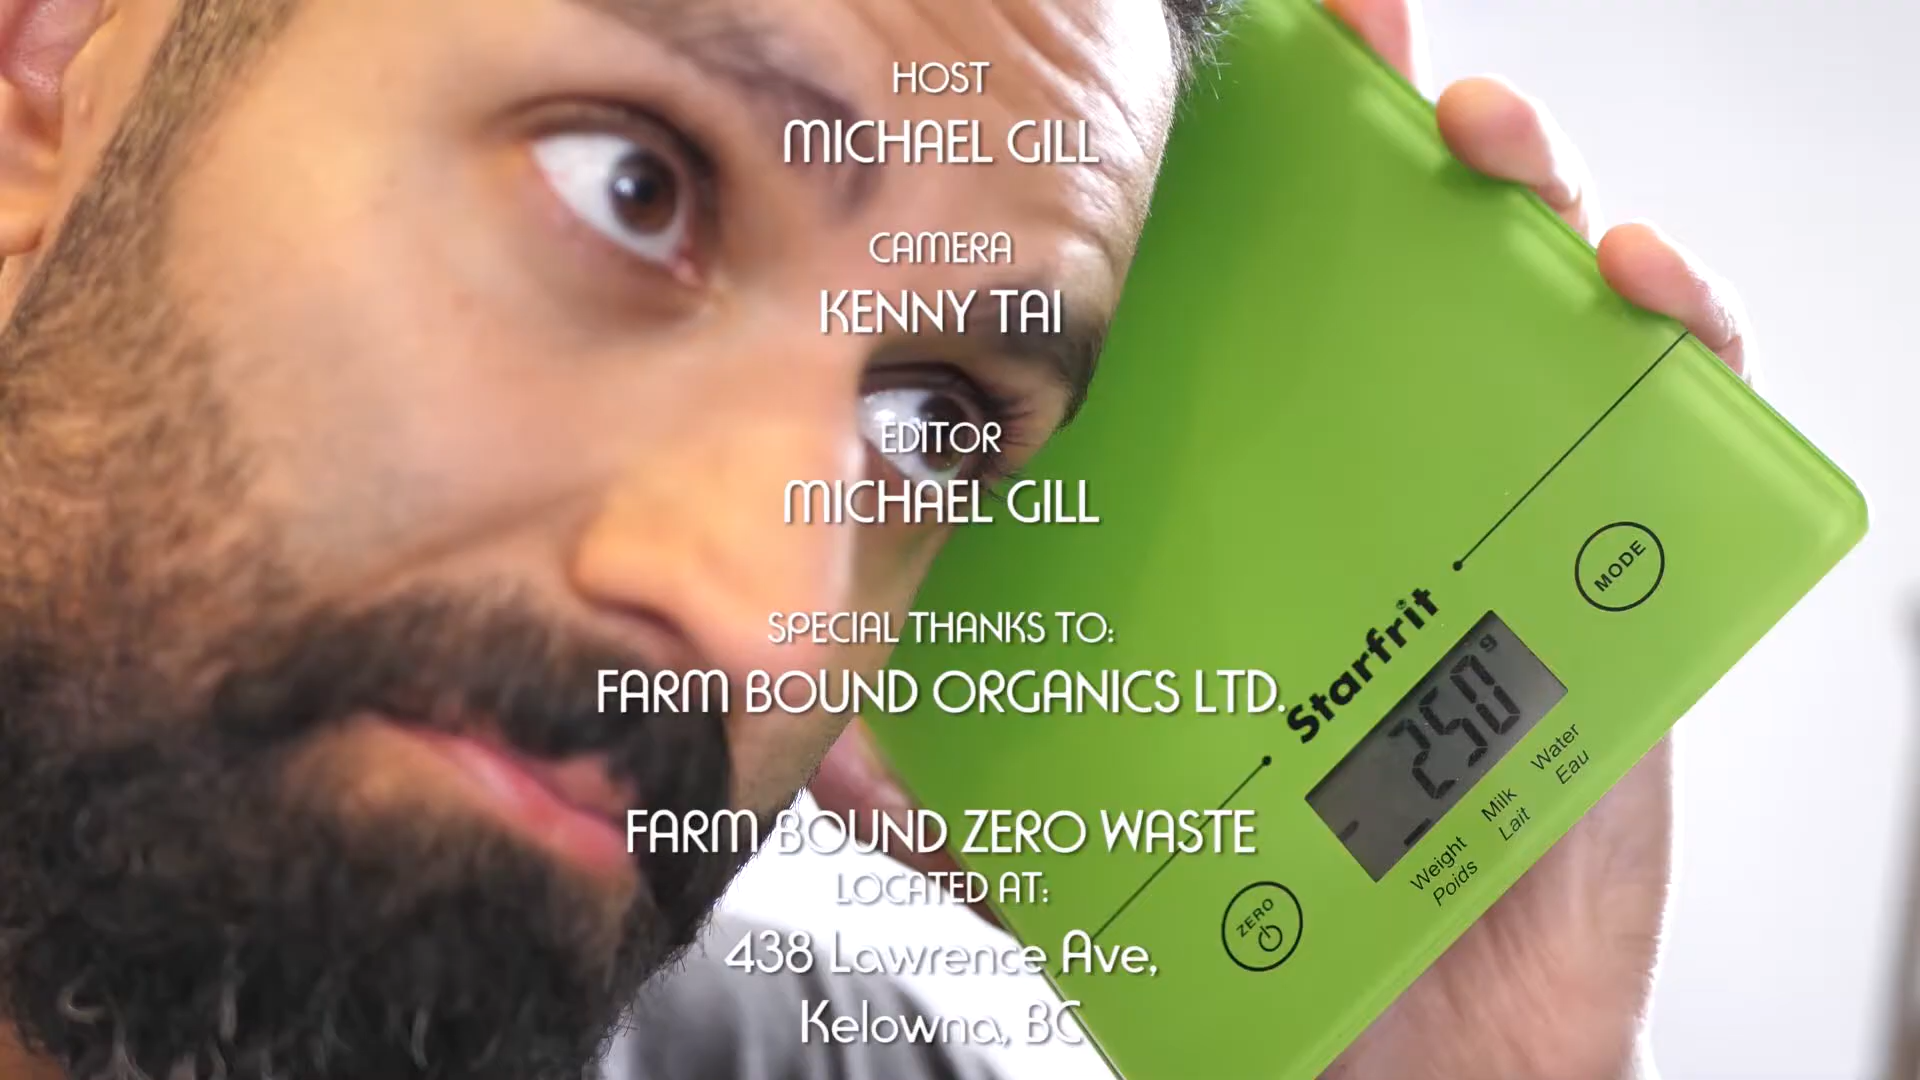 HOST
MICHAEL GILL
CAMERA
KENNY TAI
EDITOR
MICHAEL GILL
SPECIAL THANKS TO:
FARM BOUND ORGANICS LTD.
FARM BOUND ZERO WASTE
LOCATED AT:
438 Lawrence Ave,
Kelowna, BC
MODE
Starfrit
250 g
Water
Eau
Milk
Lait
Weight
Poids
ZERO